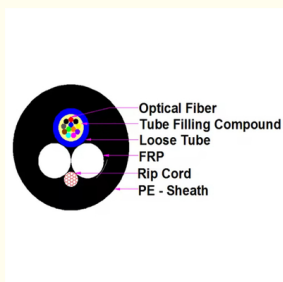 Optical Fiber
Tube Filling Compound
Loose Tube
FRP
Rip Cord
PE - Sheath